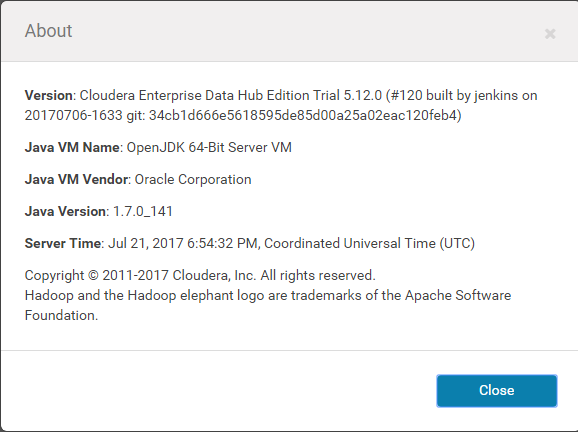 About
×
Version: Cloudera Enterprise Data Hub Edition Trial 5.12.0 (#120 built by jenkins on
20170706-1633 git: 34cb1d666e5618595de85d00a25a02eac120feb4)
Java VM Name: OpenJDK 64-Bit Server VM
Java VM Vendor: Oracle Corporation
Java Version: 1.7.0_141
Server Time: Jul 21, 2017 6:54:32 PM, Coordinated Universal Time (UTC)
Copyright © 2011-2017 Cloudera, Inc. All rights reserved.
Hadoop and the Hadoop elephant logo are trademarks of the Apache Software
Foundation.
Close